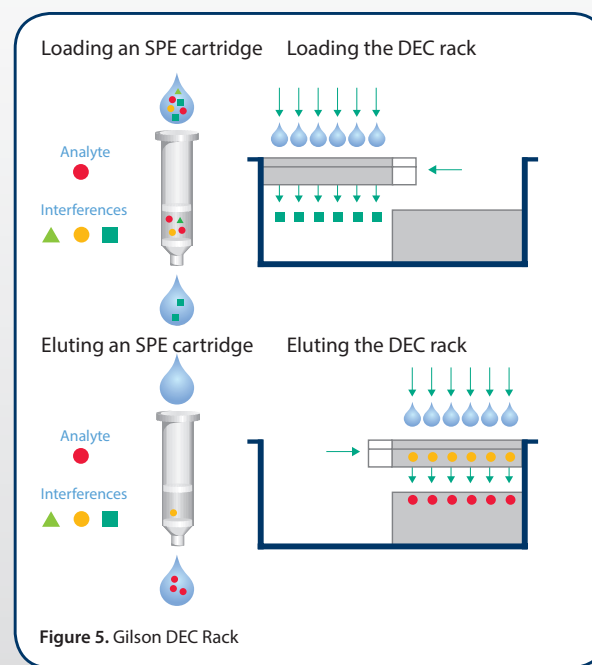 Loading an SPE cartridge
Loading the DEC rack
Analyte
Interferences
Eluting an SPE cartridge
Eluting the DEC rack
Analyte
Interferences
Figure 5. Gilson DEC Rack